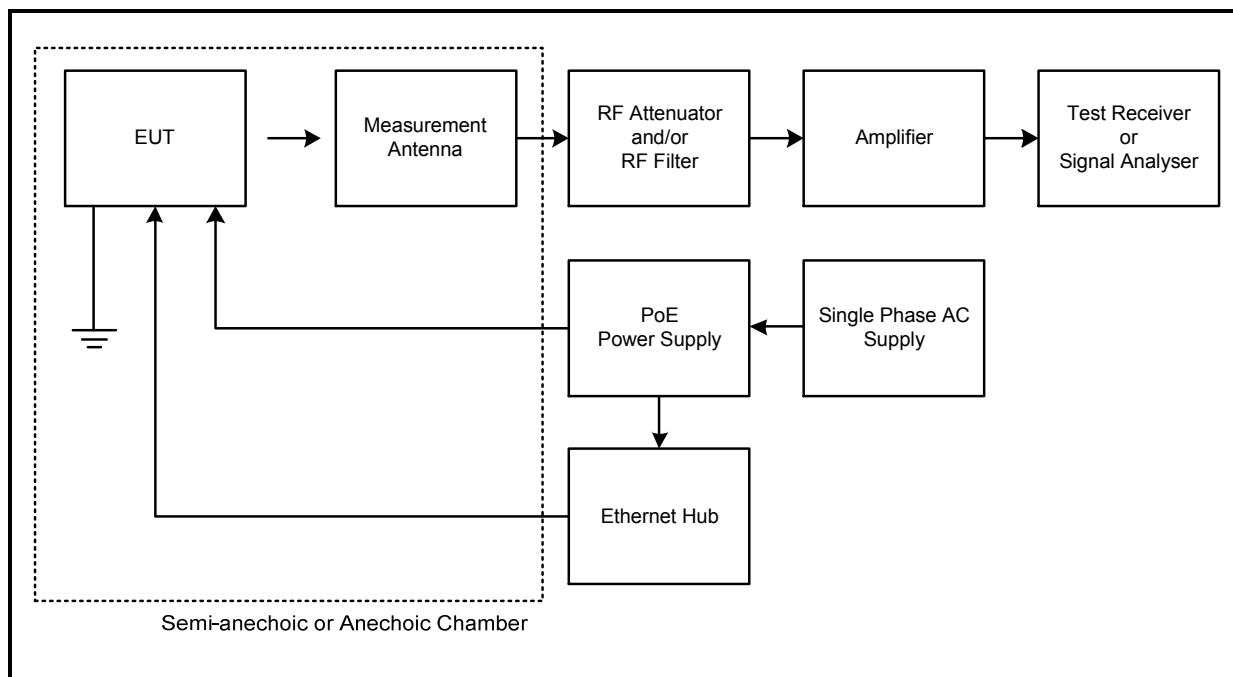 EUT
Measurement
Antenna
RF Attenuator
and/or
RF Filter
Amplifier
Test Receiver
or
Signal Analyser
PoE
Power Supply
Single Phase AC
Supply
Ethernet Hub
Semi-anechoic or Anechoic Chamber